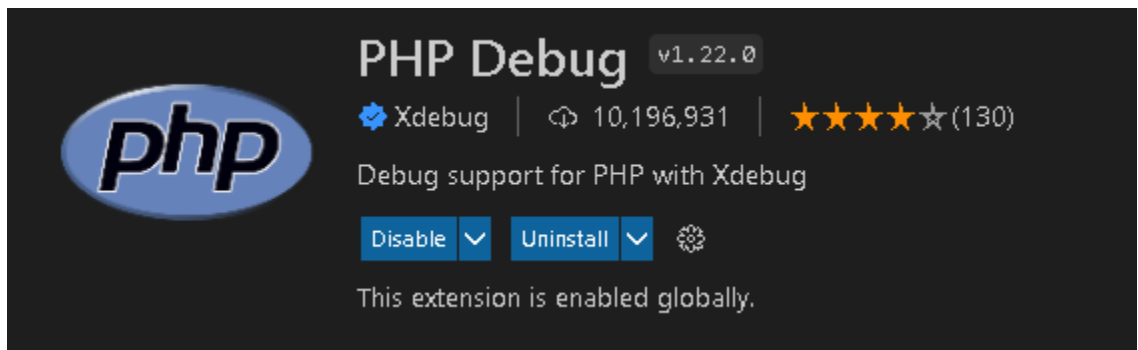 php
PHP Debug v1.22.0
Xdebug 10,196,931 (130)
Debug support for PHP with Xdebug
Disable Uninstall
This extension is enabled globally.